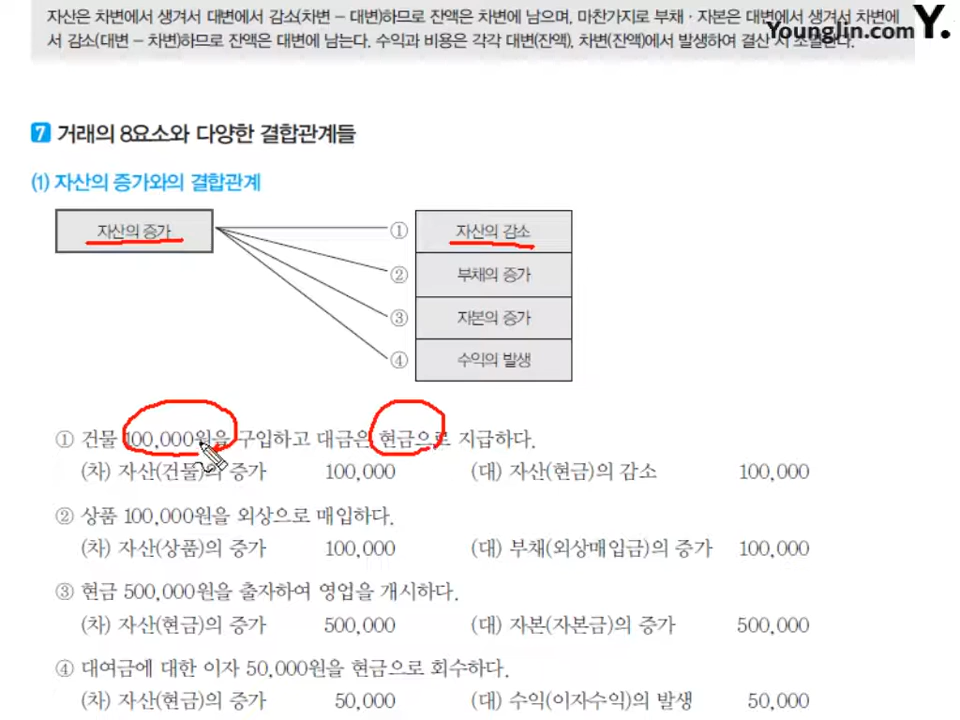 자산은 차변에서 생겨서 대변에서 감소(차변 - 대변)하므로 잔액은 차변에 남으며, 마찬가지로 부채 · 자본은 대변에서 생겨서 차변에
서 감소(대변 - 차변)하므로 잔액은 대변에 남는다. 수익과 비용은 각각 대변(잔액), 차변(잔액)에서 발생하여 결산 시 소멸한다.
YoungJin.com Y.
7 거래의 8요소와 다양한 결합관계들
(1) 자산의 증가와의 결합관계
자산의 증가
① 자산의 감소
② 부채의 증가
③ 자본의 증가
④ 수익의 발생
① 건물 100,000원을 구입하고 대금은 현금으로 지급하다.
(차) 자산(건물)의 증가 100,000 (대) 자산(현금)의 감소 100,000
② 상품 100,000원을 외상으로 매입하다.
(차) 자산(상품)의 증가 100,000 (대) 부채(외상매입금)의 증가 100,000
③ 현금 500,000원을 출자하여 영업을 개시하다.
(차) 자산(현금)의 증가 500,000 (대) 자본(자본금)의 증가 500,000
④ 대여금에 대한 이자 50,000원을 현금으로 회수하다.
(차) 자산(현금)의 증가 50,000 (대) 수익(이자수익)의 발생 50,000